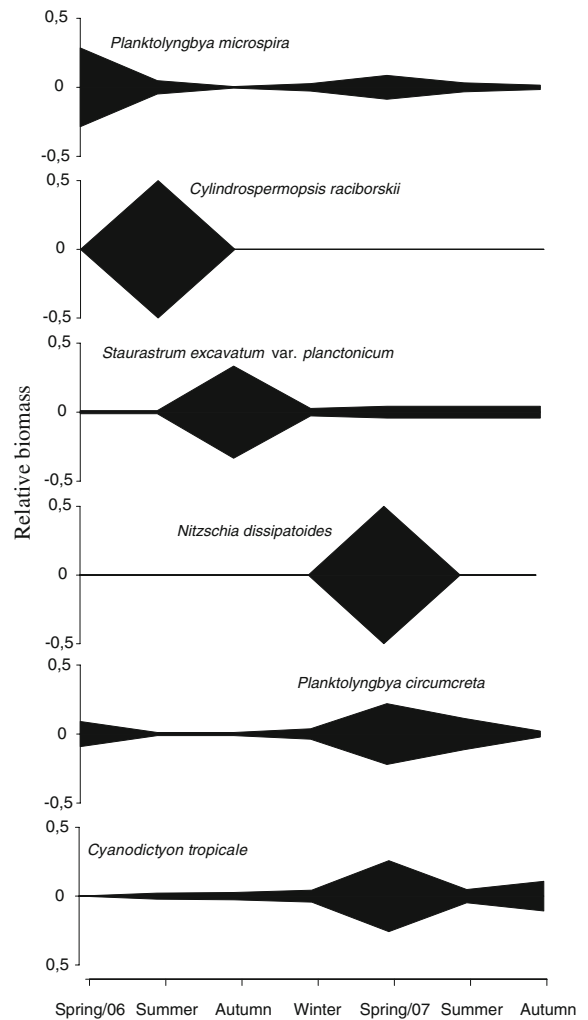 0,5
Planktolyngbya microspira
0
-0,5
0,5
Cylindrospermopsis raciborskii
0
-0,5
0,5
Staurastrum excavatum var. planctonicum
0
-0,5
Relative biomass
0,5
Nitzschia dissipatoides
0
-0,5
0,5
Planktolyngbya circumcreta
0
0,5
0,5
Cyanodictyon tropicale
0
0,5
Spring/06 Summer Autumn Winter Spring/07 Summer Autumn